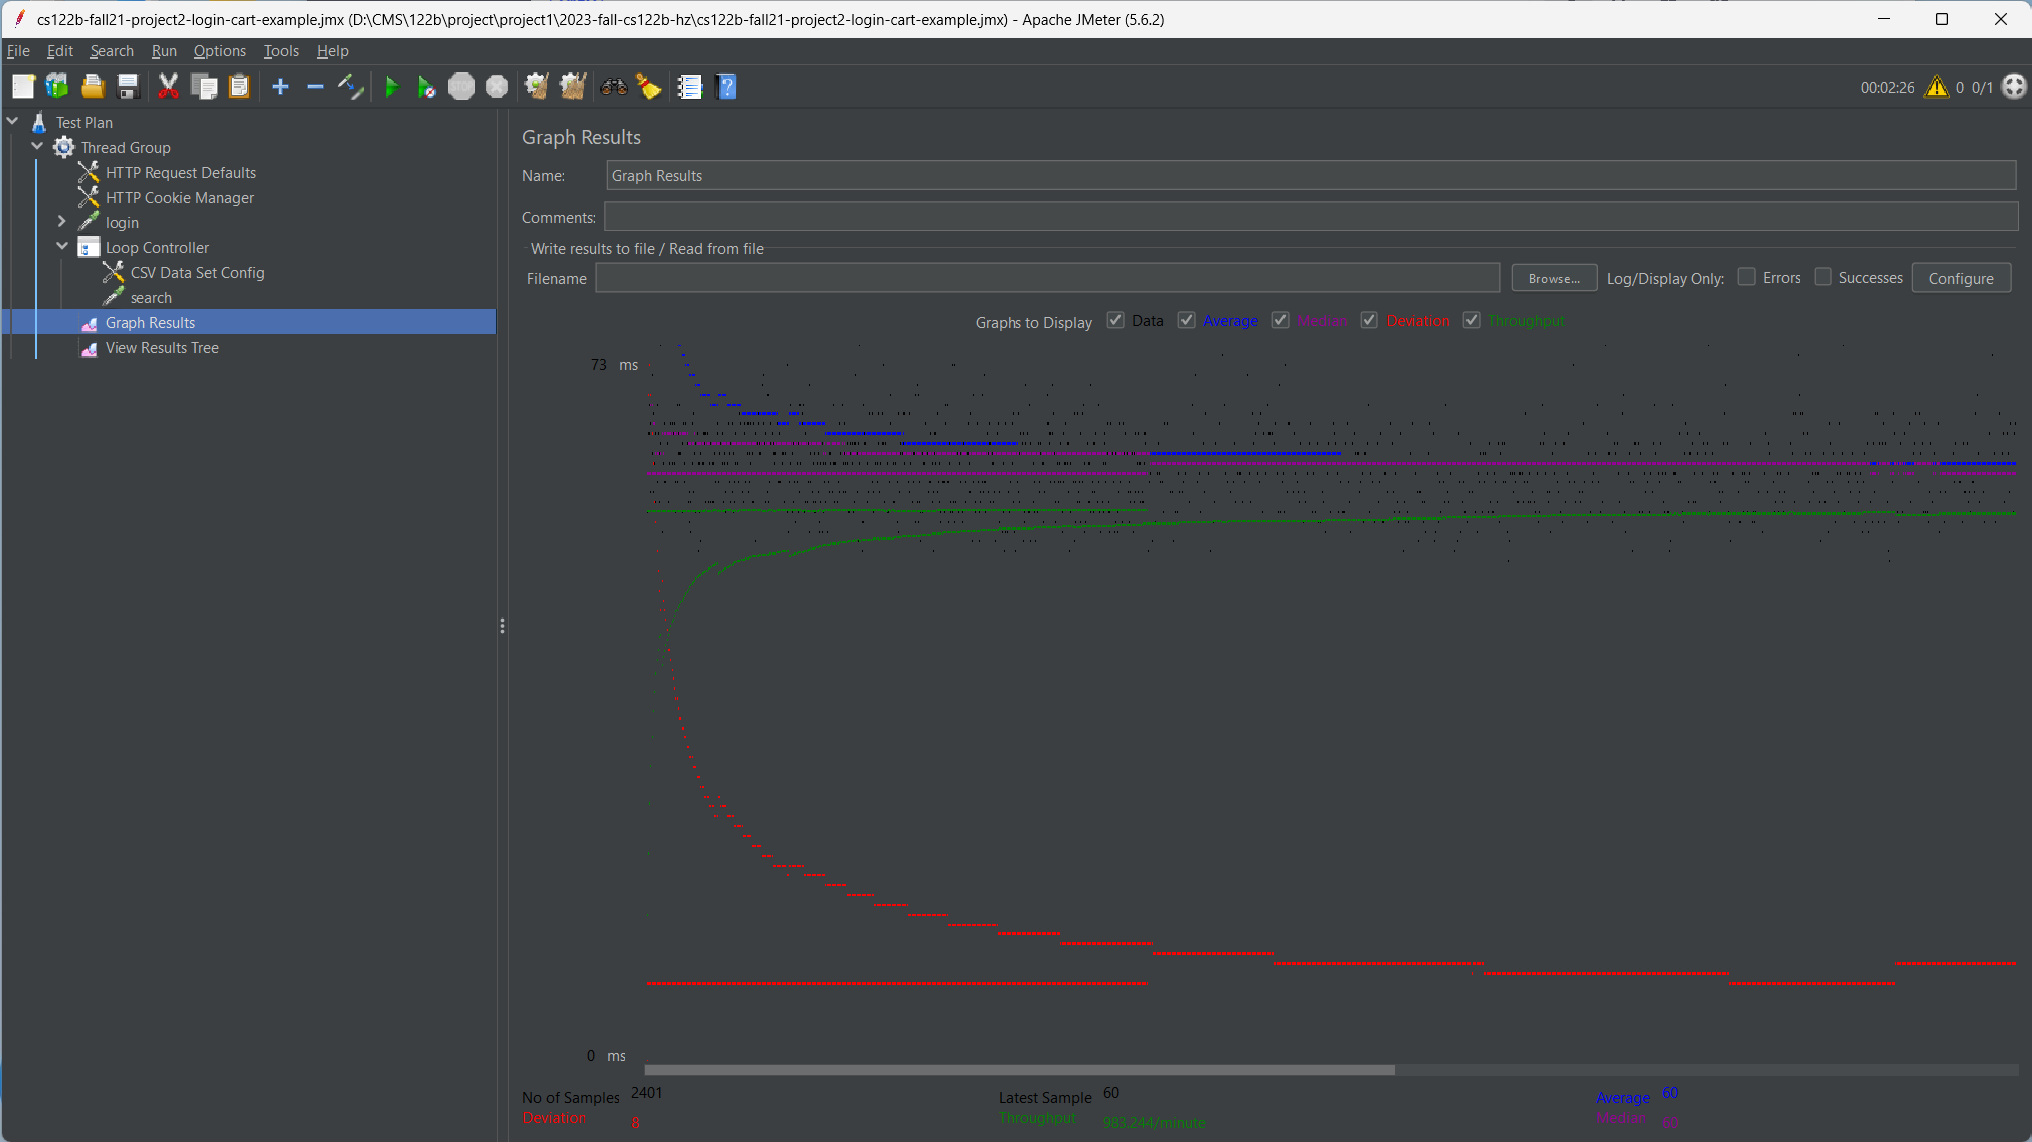 cs122b-fall21-project2-login-cart-example.jmx (D:\CMS\122b\project\project1\2023-fall-cs122b-hz\cs122b-fall21-project2-login-cart-example.jmx) - Apache JMeter (5.6.2)
File Edit Search Run Options Tools Help
STOP 00:02:26 0 0/1
Test Plan
Thread Group
HTTP Request Defaults
HTTP Cookie Manager
login
Loop Controller
CSV Data Set Config
search
Graph Results
View Results Tree
Graph Results
Name: Graph Results
Comments:
Write results to file / Read from file
Filename Browse... Log/Display Only: Errors Successes Configure
Graphs to Display Data Average Median Deviation Throughput
73 ms
0 ms
No of Samples 2401 Latest Sample 60 Average 60
Deviation 8 Throughput 983.244/minute Median